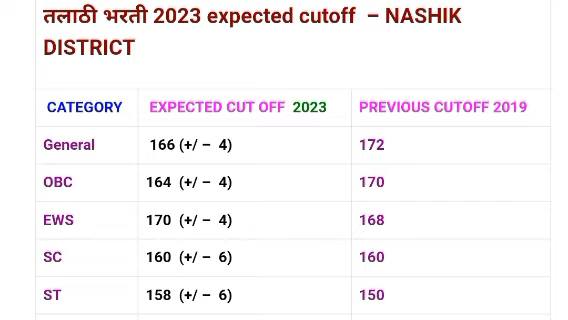 तलाठी भरती 2023 expected cutoff – NASHIK
DISTRICT
CATEGORY EXPECTED CUT OFF 2023 PREVIOUS CUTOFF 2019
General 166 (+/ – 4) 172
OBC 164 (+/ – 4) 170
EWS 170 (+/ – 4) 168
SC 160 (+/ – 6) 160
ST 158 (+/ – 6) 150